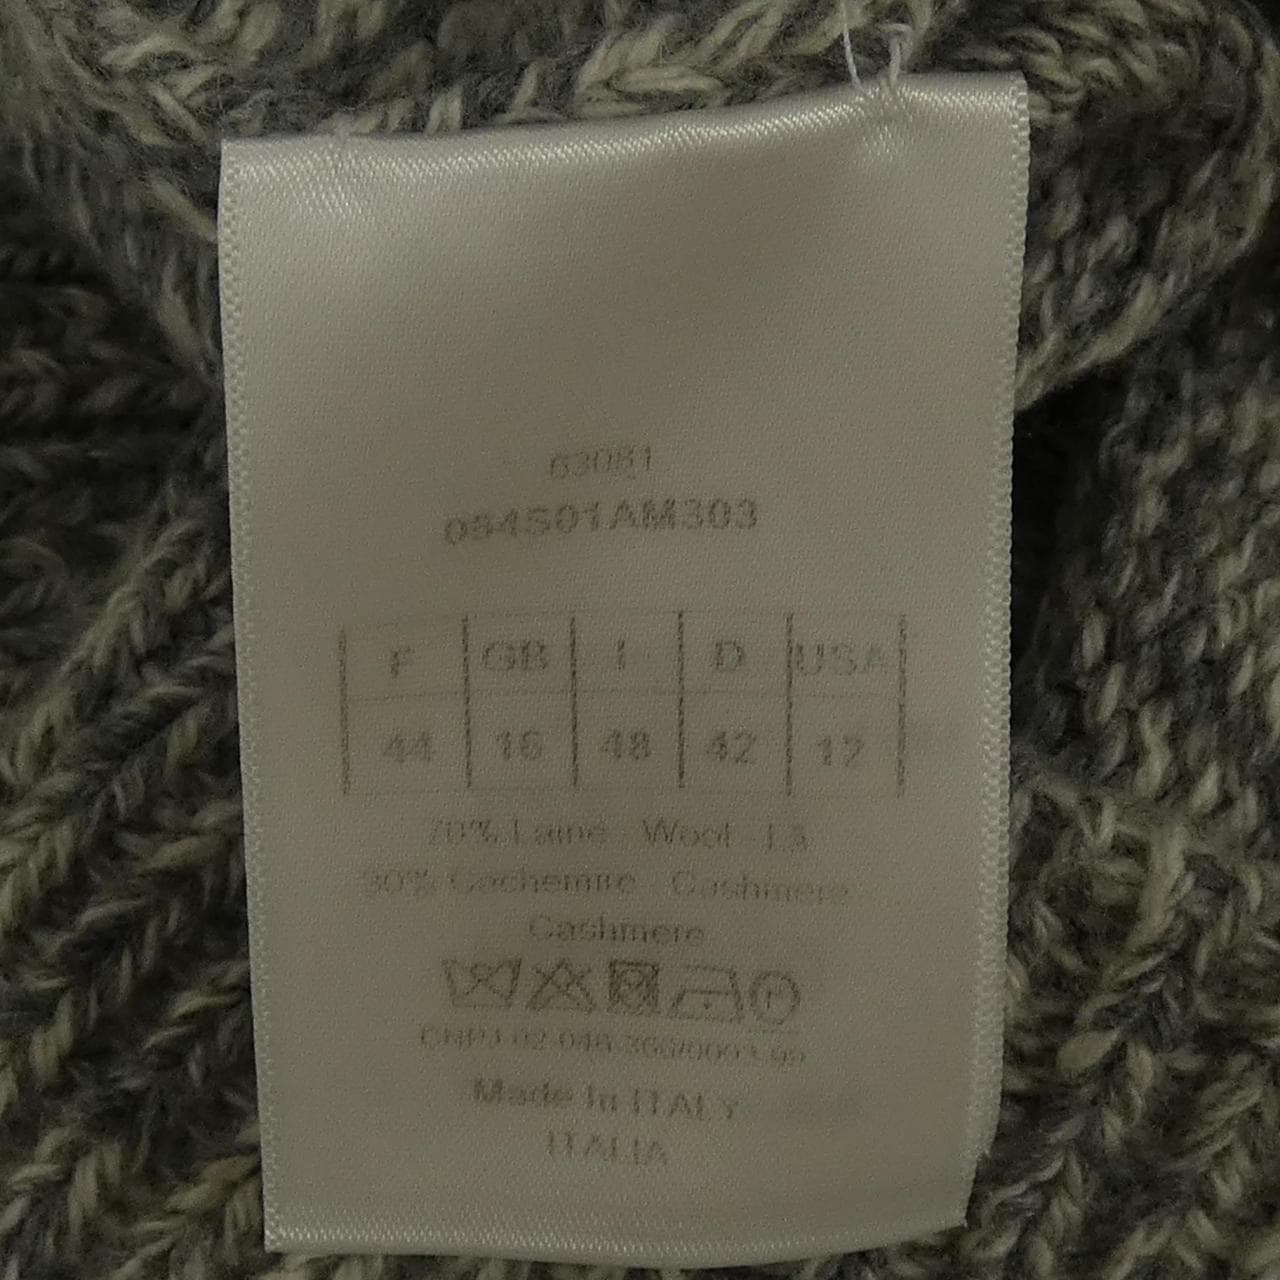 63081
094S01AM303
F GB I D USA
44 16 48 42 12
70% Laine - Wool - Lã
30% Cachemire - Cashmere -
Cashmere
Made In ITALY
ITALIA